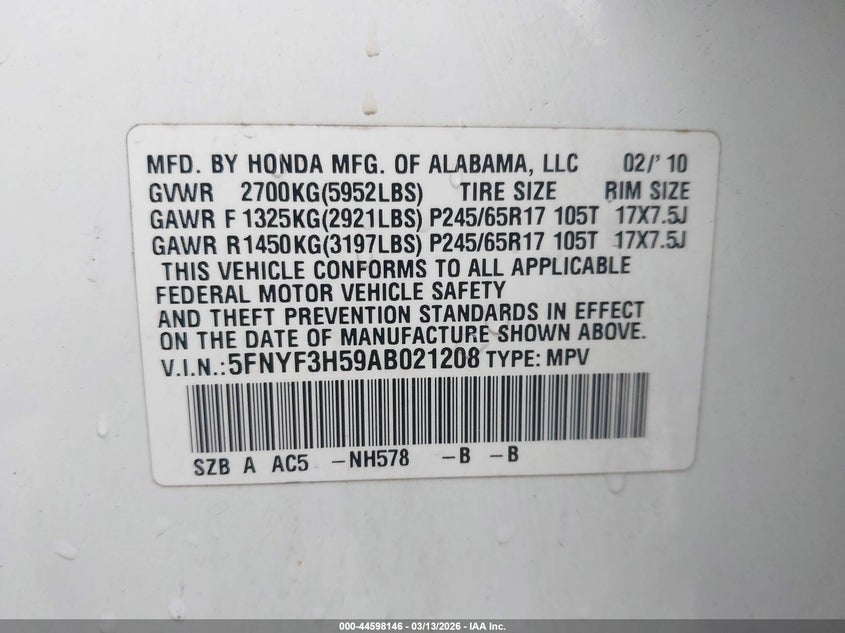 MFD. BY HONDA MFG. OF ALABAMA, LLC 02/'10
GVWR 2700KG(5952LBS) TIRE SIZE RIM SIZE
GAWR F 1325KG(2921LBS) P245/65R17 105T 17X7.5J
GAWR R 1450KG(3197LBS) P245/65R17 105T 17X7.5J
THIS VEHICLE CONFORMS TO ALL APPLICABLE
FEDERAL MOTOR VEHICLE SAFETY
AND THEFT PREVENTION STANDARDS IN EFFECT
ON THE DATE OF MANUFACTURE SHOWN ABOVE.
V.I.N.: 5FNYF3H59AB021208 TYPE: MPV
SZB A AC5 -NH578 -B -B
000-44598146 - 03/13/2026 - IAA Inc.